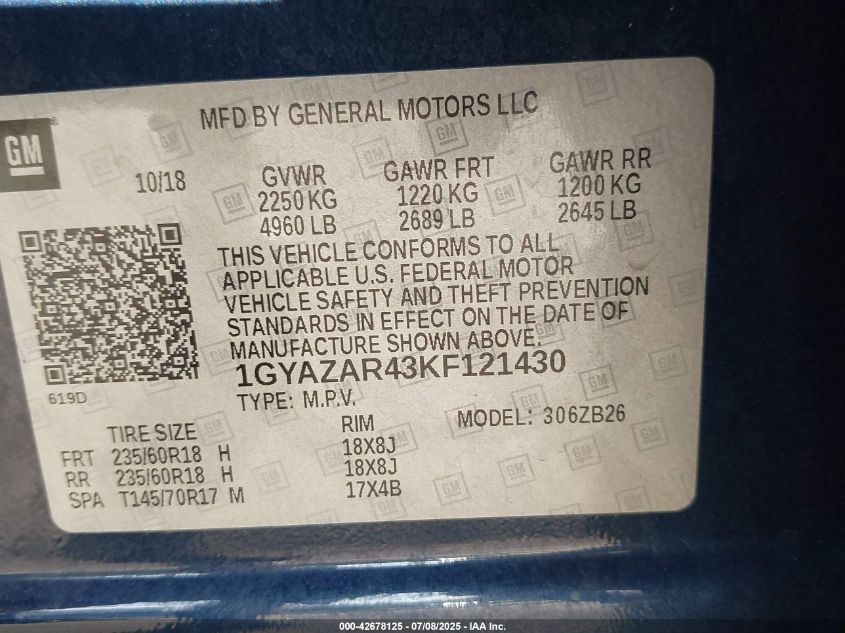 MFD BY GENERAL MOTORS LLC
GM
10/18
GVWR
2250 KG
4960 LB
GAWR FRT
1220 KG
2689 LB
GAWR RR
1200 KG
2645 LB
THIS VEHICLE CONFORMS TO ALL
APPLICABLE U.S. FEDERAL MOTOR
VEHICLE SAFETY AND THEFT PREVENTION
STANDARDS IN EFFECT ON THE DATE OF
MANUFACTURE SHOWN ABOVE.
1GYAZAR43KF121430
619D
TYPE: M.P.V.
MODEL: 306ZB26
TIRE SIZE RIM
FRT 235/60R18 H 18X8J
RR 235/60R18 H 18X8J
SPA T145/70R17 M 17X4B
000-42678125 - 07/08/2025 - IAA Inc.